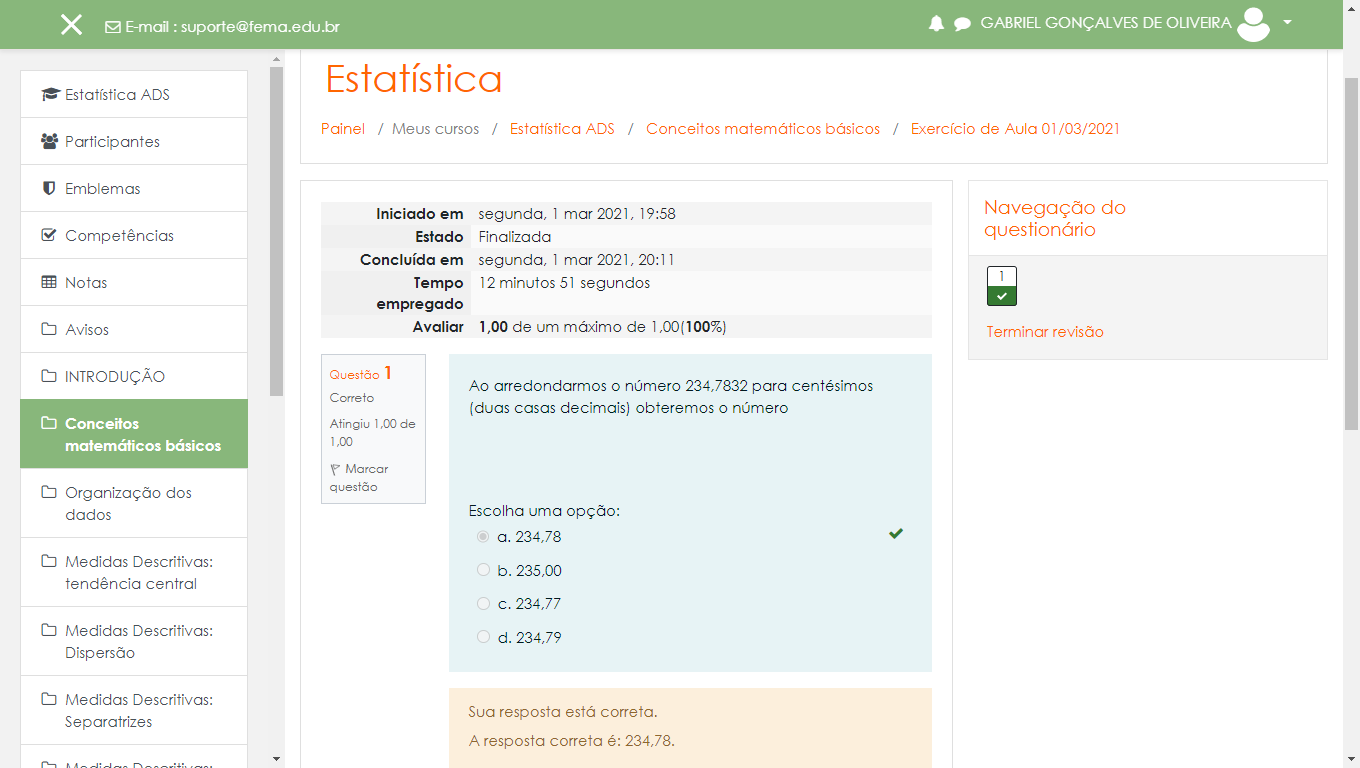 E-mail : suporte@fema.edu.br
GABRIEL GONÇALVES DE OLIVEIRA
Estatística ADS
Participantes
Emblemas
Competências
Notas
Avisos
INTRODUÇÃO
Conceitos
matemáticos básicos
Organização dos
dados
Medidas Descritivas:
tendência central
Medidas Descritivas:
Dispersão
Medidas Descritivas:
Separatrizes
Medidas Descritivas:
Estatística
Painel / Meus cursos / Estatística ADS / Conceitos matemáticos básicos / Exercício de Aula 01/03/2021
Iniciado em segunda, 1 mar 2021, 19:58
Estado Finalizada
Concluída em segunda, 1 mar 2021, 20:11
Tempo 12 minutos 51 segundos
empregado
Avaliar 1,00 de um máximo de 1,00(100%)
Questão 1
Correto
Atingiu 1,00 de
1,00
Marcar
questão
Ao arredondarmos o número 234,7832 para centésimos
(duas casas decimais) obteremos o número
Escolha uma opção:
a. 234,78
b. 235,00
c. 234,77
d. 234,79
Sua resposta está correta.
A resposta correta é: 234,78.
Navegação do
questionário
1
Terminar revisão